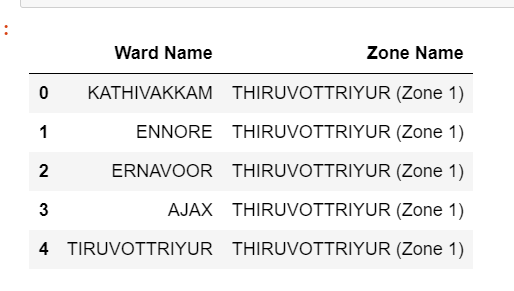 :
Ward Name Zone Name
0 KATHIVAKKAM THIRUVOTTRIYUR (Zone 1)
1 ENNORE THIRUVOTTRIYUR (Zone 1)
2 ERNAVOOR THIRUVOTTRIYUR (Zone 1)
3 AJAX THIRUVOTTRIYUR (Zone 1)
4 TIRUVOTTRIYUR THIRUVOTTRIYUR (Zone 1)